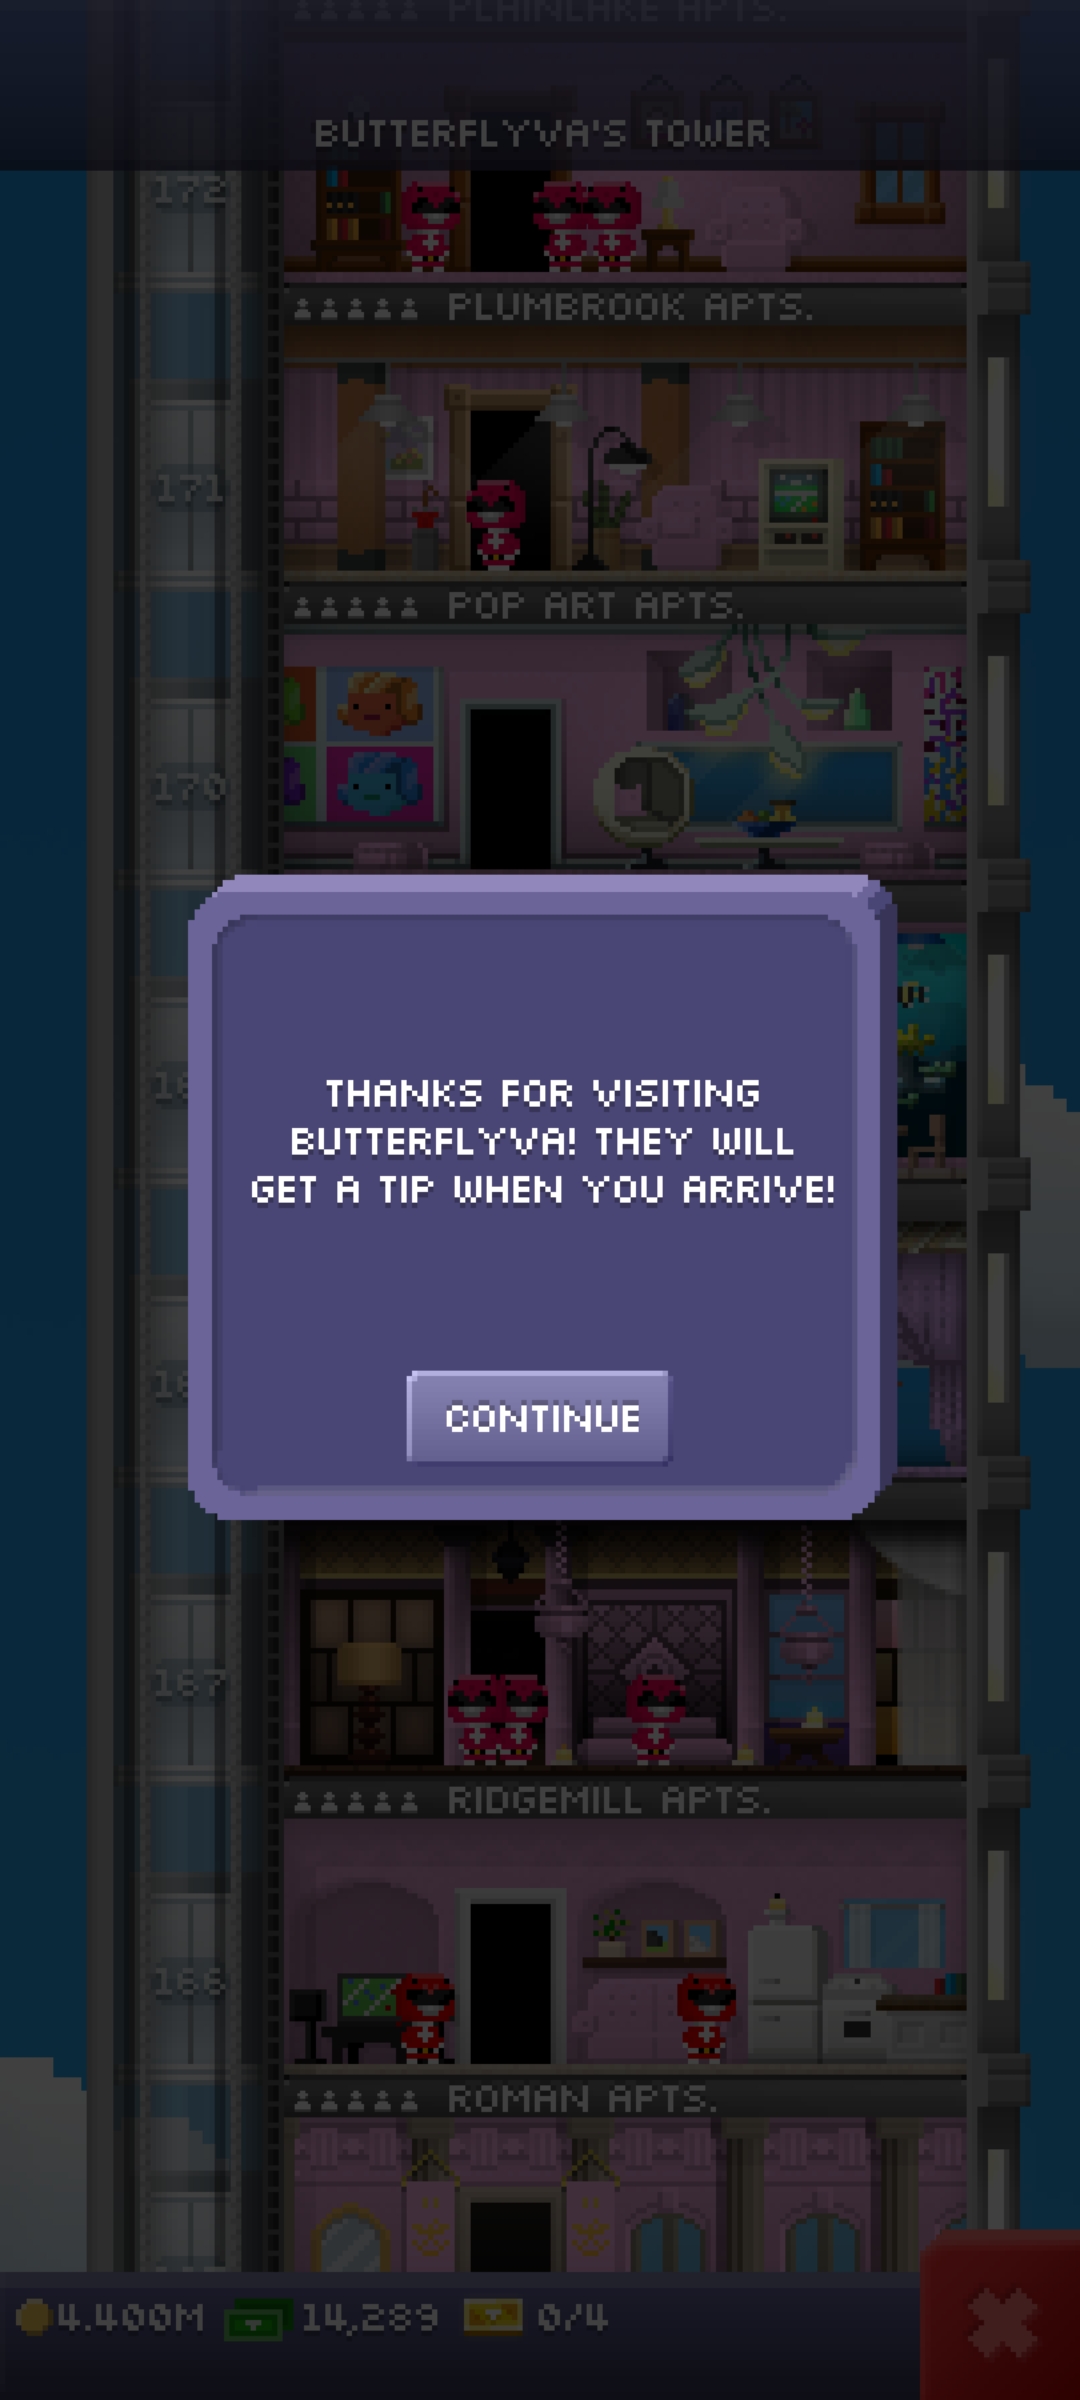 PLAINLAKE APTS.
BUTTERFLYVA'S TOWER
172
PLUMBROOK APTS.
171
POP ART APTS.
170
THANKS FOR VISITING
BUTTERFLYVA! THEY WILL
GET A TIP WHEN YOU ARRIVE!
CONTINUE
167
RIDGEMILL APTS.
166
ROMAN APTS.
4.400M 14,289 0/4